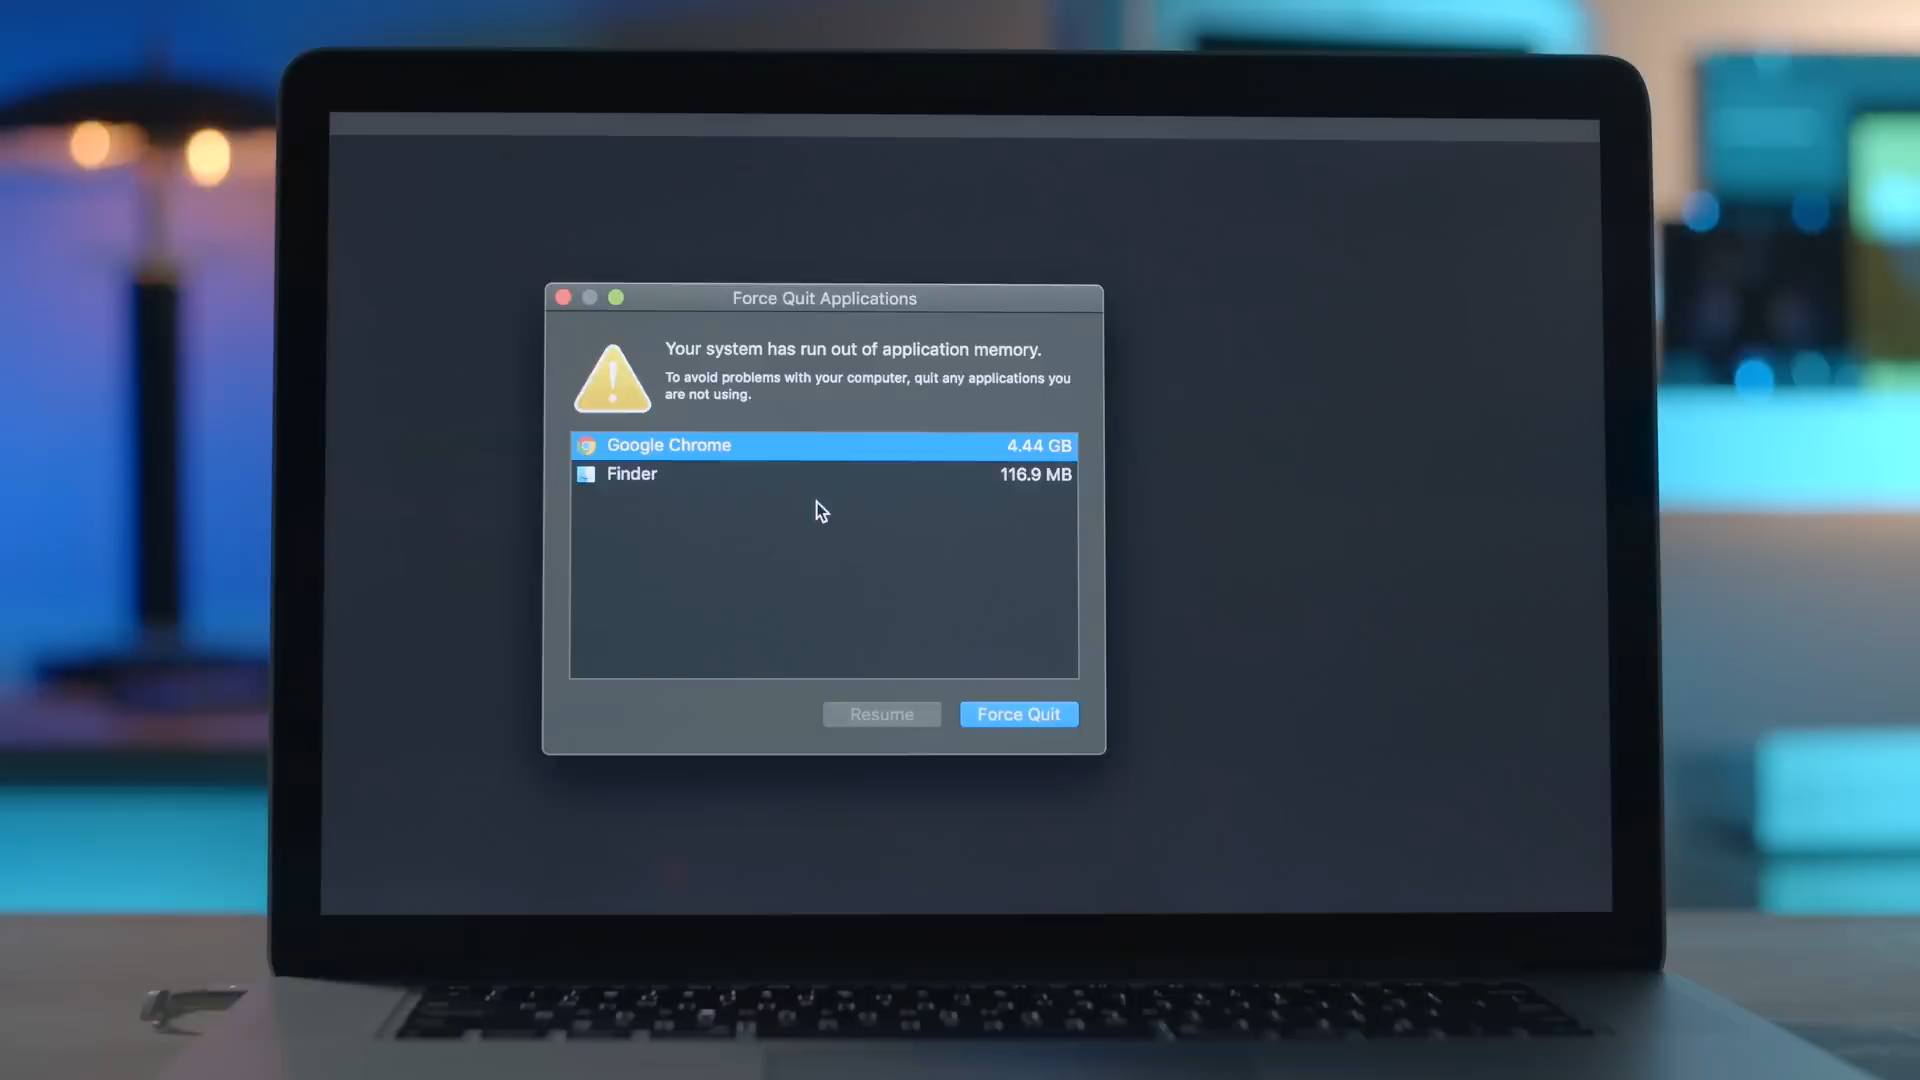 Force Quit Applications
Your system has run out of application memory.
To avoid problems with your computer, quit any applications you
are not using.
Google Chrome 4.44 GB
Finder 116.9 MB
Resume Force Quit